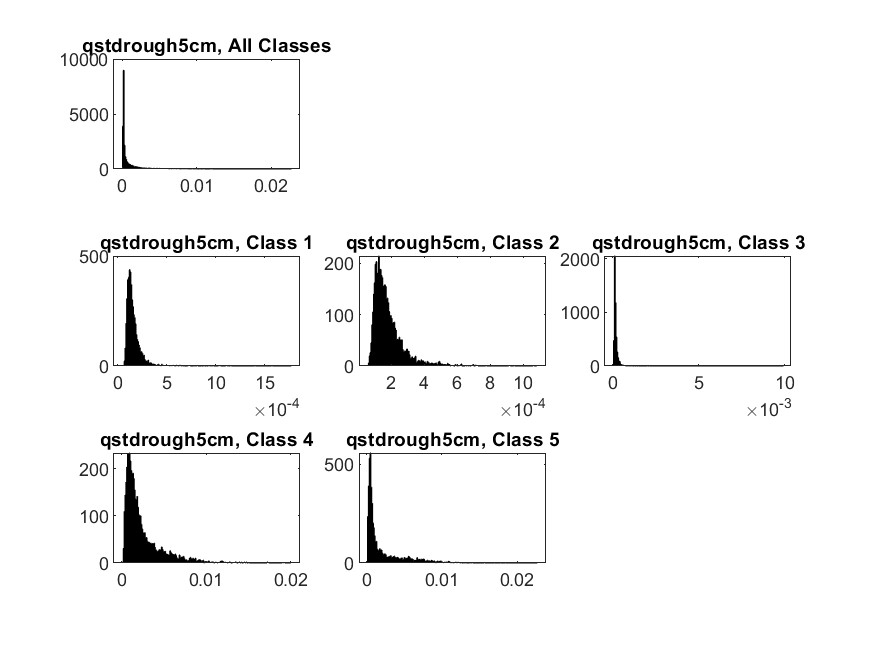 qstdrough5cm, All Classes
10000
5000
0
0 0.01 0.02
qstdrough5cm, Class 1
500
0
0 5 10 15
×10-4
qstdrough5cm, Class 2
200
100
0
2 4 6 8 10
×10-4
qstdrough5cm, Class 3
2000
1000
0
0 5 10
×10-3
qstdrough5cm, Class 4
200
100
0
0 0.01 0.02
qstdrough5cm, Class 5
500
0
0 0.01 0.02